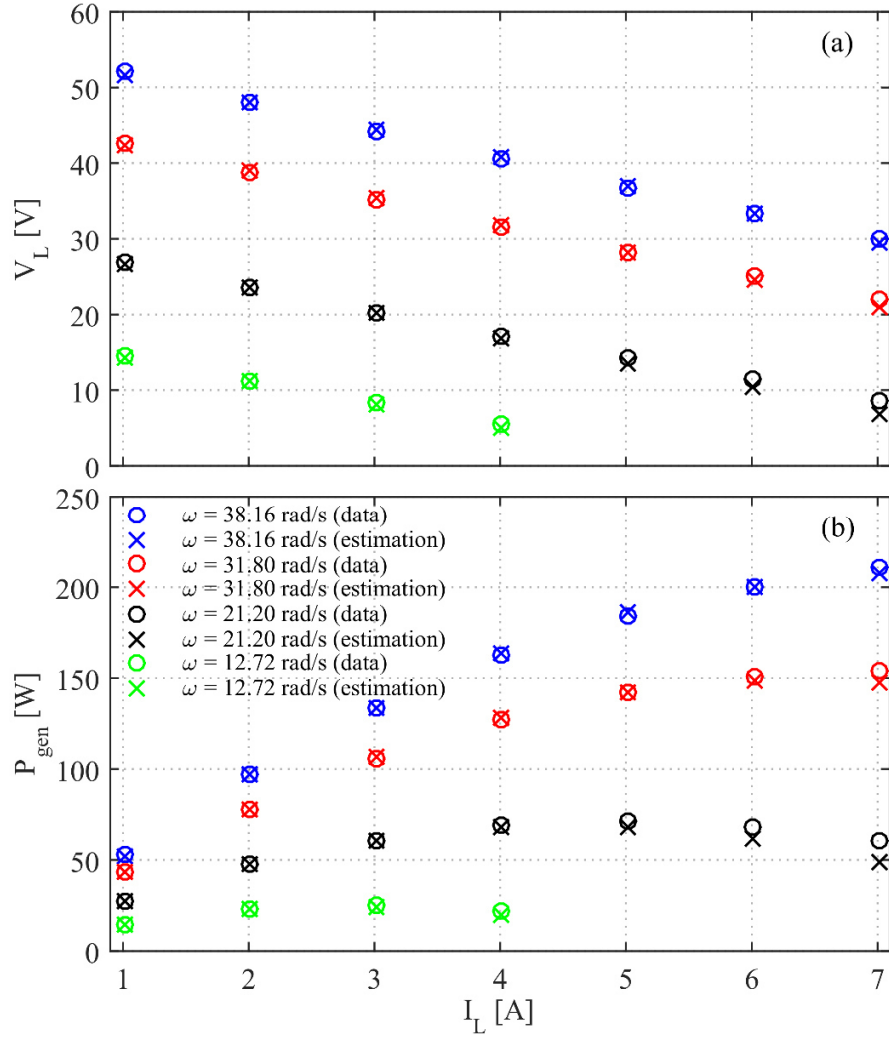 60
(a)
50
40
30
20
10
0
V_L [V]
250
(b)
200
150
100
50
0
P_gen [W]
ω = 38.16 rad/s (data)
ω = 38.16 rad/s (estimation)
ω = 31.80 rad/s (data)
ω = 31.80 rad/s (estimation)
ω = 21.20 rad/s (data)
ω = 21.20 rad/s (estimation)
ω = 12.72 rad/s (data)
ω = 12.72 rad/s (estimation)
1 2 3 4 5 6 7
I_L [A]